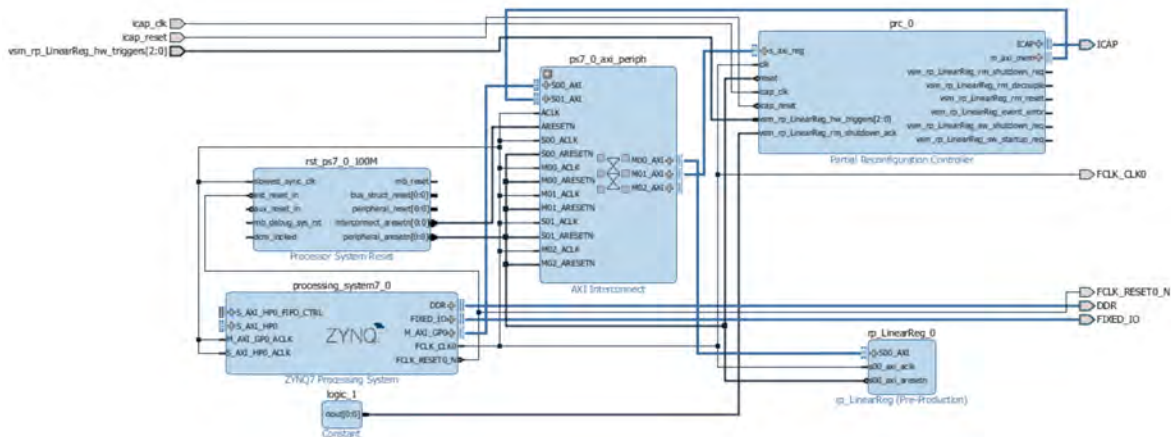 icap_clk
icap_reset
vsm_rp_LinearReg_hw_triggers[2:0]
prc_0
s_axi_reg
clk
reset
icap_clk
icap_reset
vsm_rp_LinearReg_hw_triggers[2:0]
vsm_rp_LinearReg_rm_shutdown_ack
ICAP
m_axi_mem
vsm_rp_LinearReg_rm_shutdown_req
vsm_rp_LinearReg_rm_decouple
vsm_rp_LinearReg_rm_reset
vsm_rp_LinearReg_event_error
vsm_rp_LinearReg_sw_shutdown_req
vsm_rp_LinearReg_sw_startup_req
Partial Reconfiguration Controller
ICAP
ps7_0_axi_periph
S00_AXI
S01_AXI
ACLK
ARESETN
S00_ACLK
S00_ARESETN
M00_ACLK
M00_ARESETN
M01_ACLK
M01_ARESETN
S01_ACLK
S01_ARESETN
M02_ACLK
M02_ARESETN
M00_AXI
M01_AXI
M02_AXI
AXI Interconnect
rst_ps7_0_100M
slowest_sync_clk
ext_reset_in
aux_reset_in
mb_debug_sys_rst
dcm_locked
mb_reset
bus_struct_reset[0:0]
peripheral_reset[0:0]
interconnect_aresetn[0:0]
peripheral_aresetn[0:0]
Processor System Reset
FCLK_CLK0
processing_system7_0
S_AXI_HP0_FIFO_CTRL
S_AXI_HP0
M_AXI_GP0_ACLK
S_AXI_HP0_ACLK
ZYNQ
DDR
FIXED_IO
M_AXI_GP0
FCLK_CLK0
FCLK_RESET0_N
ZYNQ7 Processing System
FCLK_RESET0_N
DDR
FIXED_IO
rp_LinearReg_0
S00_AXI
s00_axi_aclk
s00_axi_aresetn
rp_LinearReg (Pre-Production)
logic_1
dout[0:0]
Constant